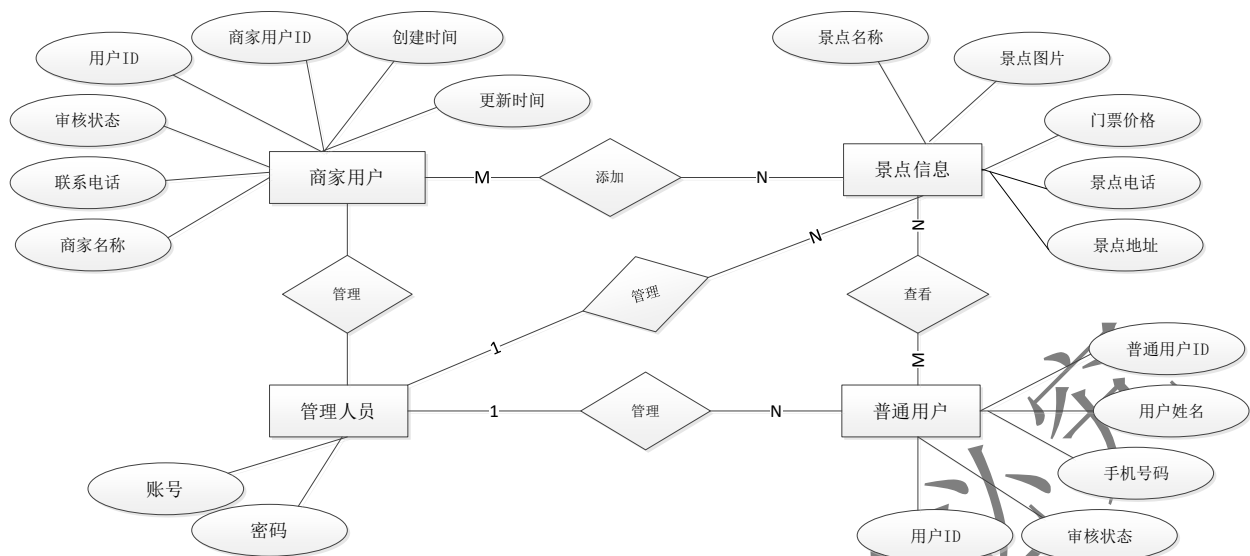 商家用户ID
创建时间
景点名称
用户ID
景点图片
更新时间
审核状态
门票价格
商家用户
M
添加
N
景点信息
联系电话
景点电话
商家名称
N
N
景点地址
管理
管理
查看
1
M
普通用户ID
管理人员
1
管理
N
普通用户
用户姓名
手机号码
账号
密码
用户ID
审核状态